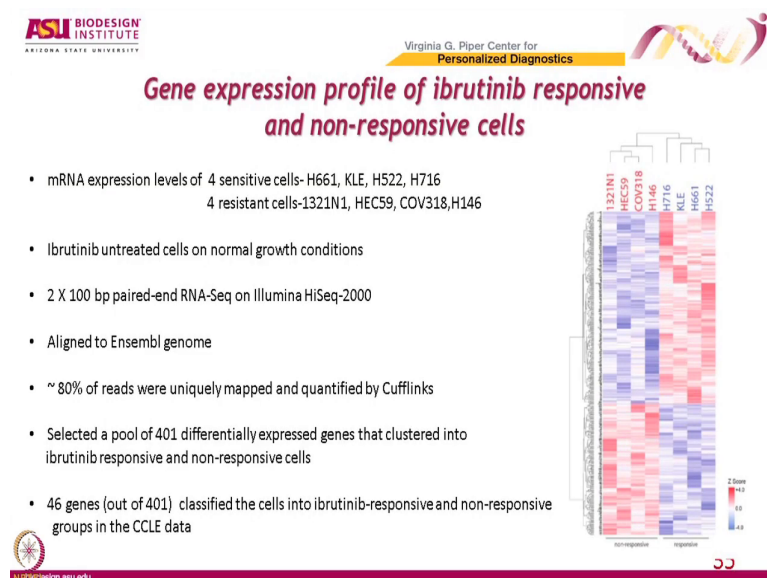 ASU BIODESIGN INSTITUTE
ARIZONA STATE UNIVERSITY
Virginia G. Piper Center for
Personalized Diagnostics
Gene expression profile of ibrutinib responsive
and non-responsive cells
• mRNA expression levels of 4 sensitive cells- H661, KLE, H522, H716
4 resistant cells-1321N1, HEC59, COV318,H146
• Ibrutinib untreated cells on normal growth conditions
• 2 X 100 bp paired-end RNA-Seq on Illumina HiSeq-2000
• Aligned to Ensembl genome
• ~ 80% of reads were uniquely mapped and quantified by Cufflinks
• Selected a pool of 401 differentially expressed genes that clustered into
ibrutinib responsive and non-responsive cells
• 46 genes (out of 401) classified the cells into ibrutinib-responsive and non-responsive
groups in the CCLE data
1321N1 HEC59 COV318 H146 H716 KLE H661 H522
Z Score
+4.0
0.0
-4.0
non-responsive responsive